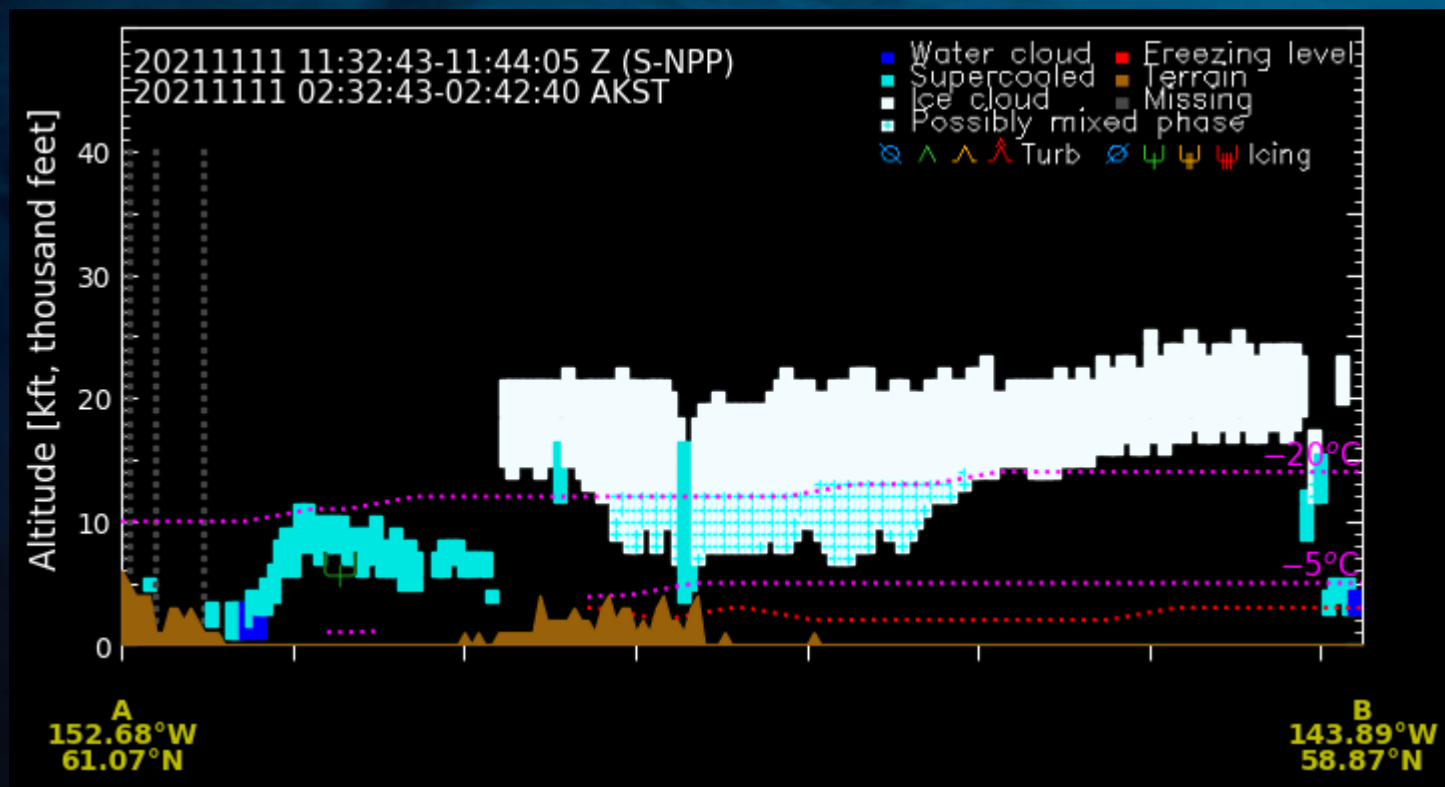 20211111 11:32:43-11:44:05 Z (S-NPP)
20211111 02:32:43-02:42:40 AKST
Water cloud
Freezing level
Supercooled
Terrain
Ice cloud
Missing
Possibly mixed phase
Turb
Icing
Altitude [kft, thousand feet]
40
30
20
10
0
−20°C
−5°C
A
152.68°W
61.07°N
B
143.89°W
58.87°N